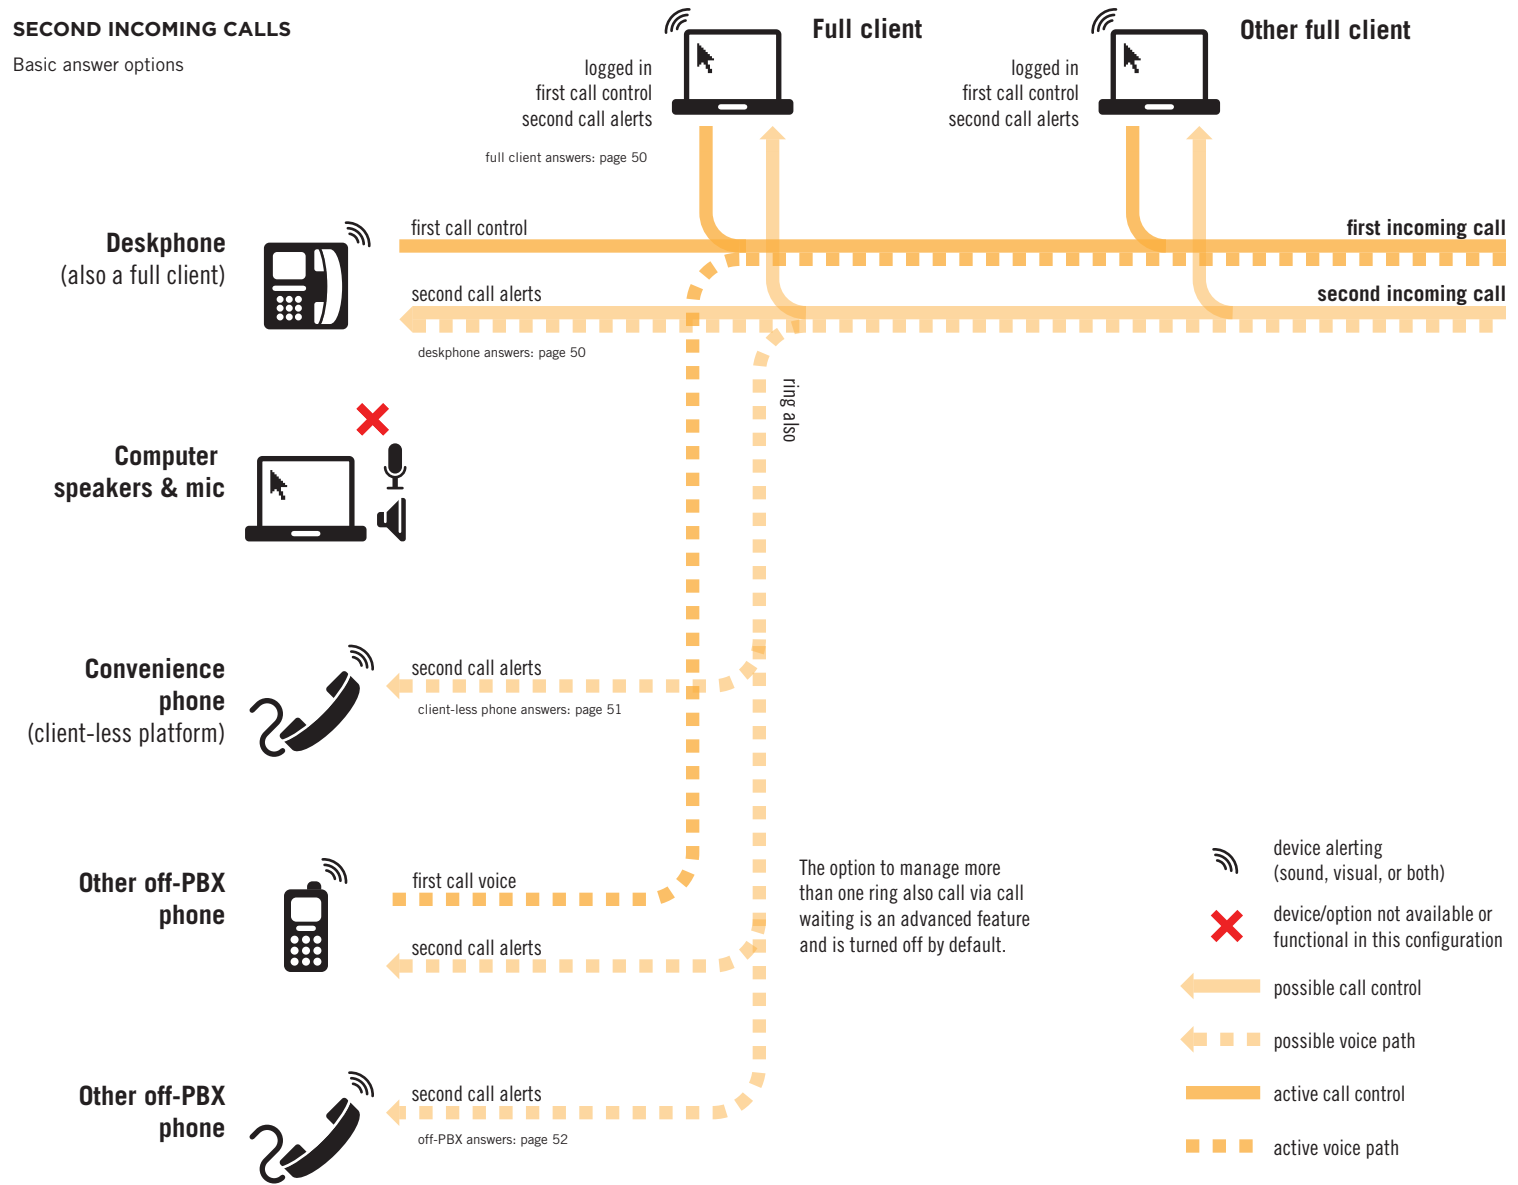 SECOND INCOMING CALLS
Basic answer options
Full client
logged in
first call control
second call alerts
full client answers: page 50
Other full client
logged in
first call control
second call alerts
Deskphone
(also a full client)
first call control
first incoming call
second call alerts
second incoming call
deskphone answers: page 50
ring also
Computer
speakers & mic
Convenience
phone
(client-less platform)
second call alerts
client-less phone answers: page 51
Other off-PBX
phone
first call voice
second call alerts
The option to manage more
than one ring also call via call
waiting is an advanced feature
and is turned off by default.
Other off-PBX
phone
second call alerts
off-PBX answers: page 52
device alerting
(sound, visual, or both)
device/option not available or
functional in this configuration
possible call control
possible voice path
active call control
active voice path